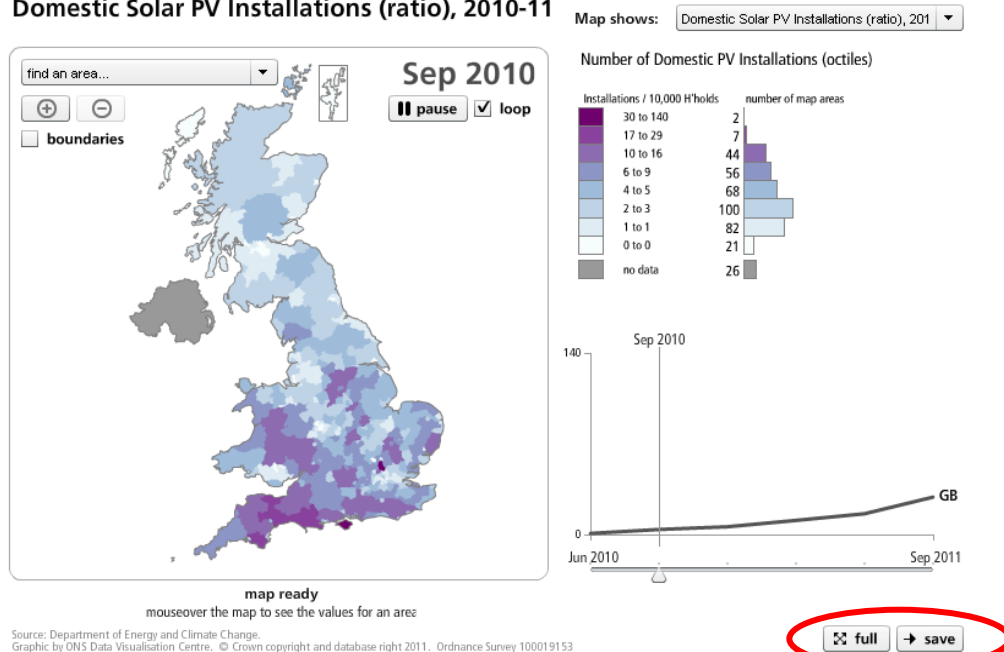 Domestic Solar PV Installations (ratio), 2010-11
Map shows:
Domestic Solar PV Installations (ratio), 201
find an area...
Sep 2010
pause
loop
boundaries
Number of Domestic PV Installations (octiles)
Installations / 10,000 H'holds
number of map areas
30 to 140 2
17 to 29 7
10 to 16 44
6 to 9 56
4 to 5 68
2 to 3 100
1 to 1 82
0 to 0 21
no data 26
Sep 2010
140
GB
0
Jun 2010
Sep 2011
map ready
mouseover the map to see the values for an area
Source: Department of Energy and Climate Change.
Graphic by ONS Data Visualisation Centre. © Crown copyright and database right 2011. Ordnance Survey 100019153
full
save